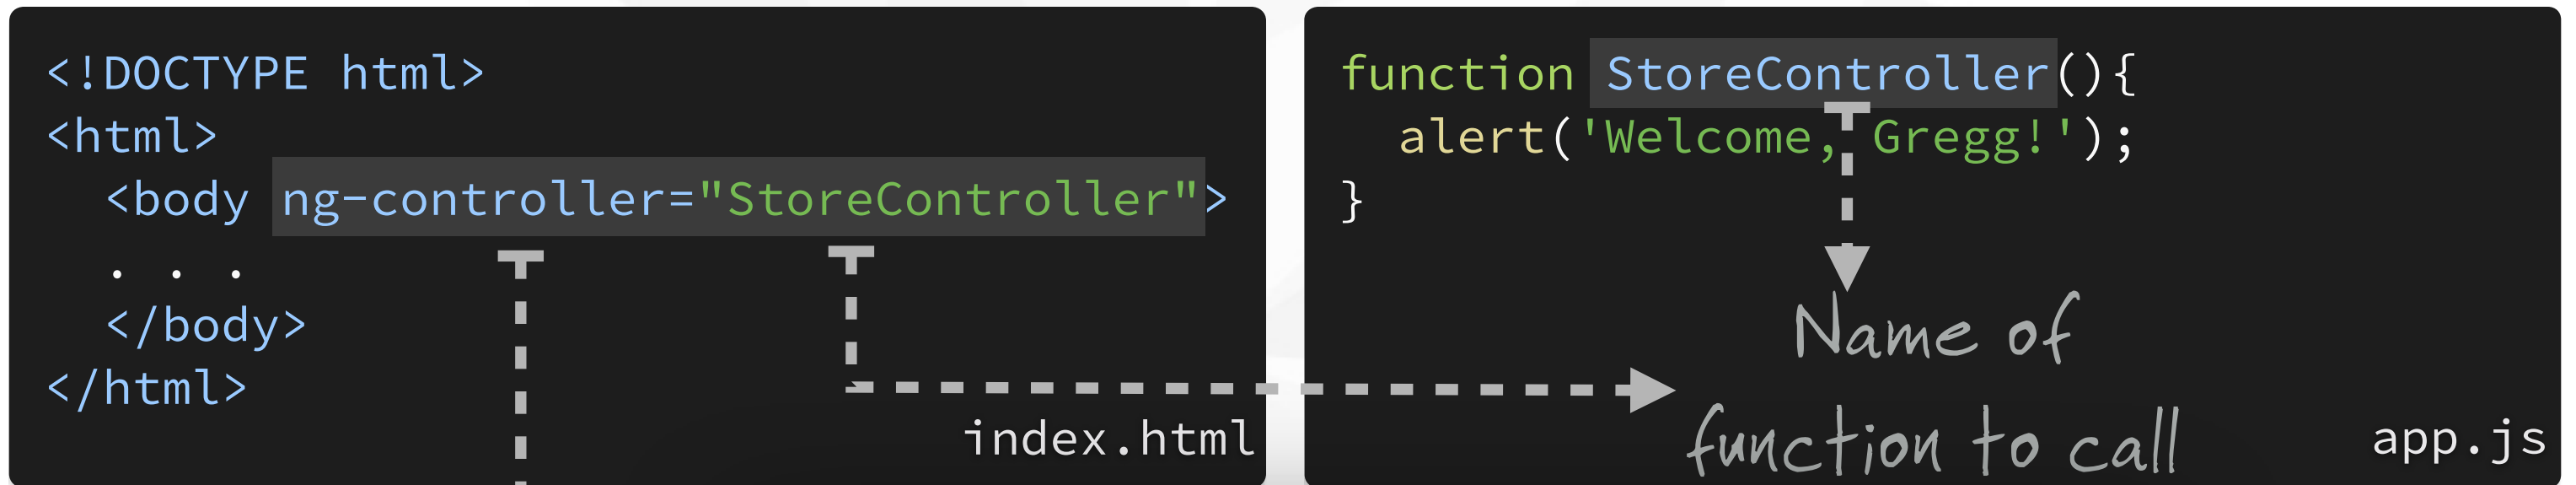 <!DOCTYPE html>
<html>
  <body ng-controller="StoreController">
  . . .
  </body>
</html>
index.html
function StoreController(){
  alert('Welcome, Gregg!');
}
Name of
function to call
app.js